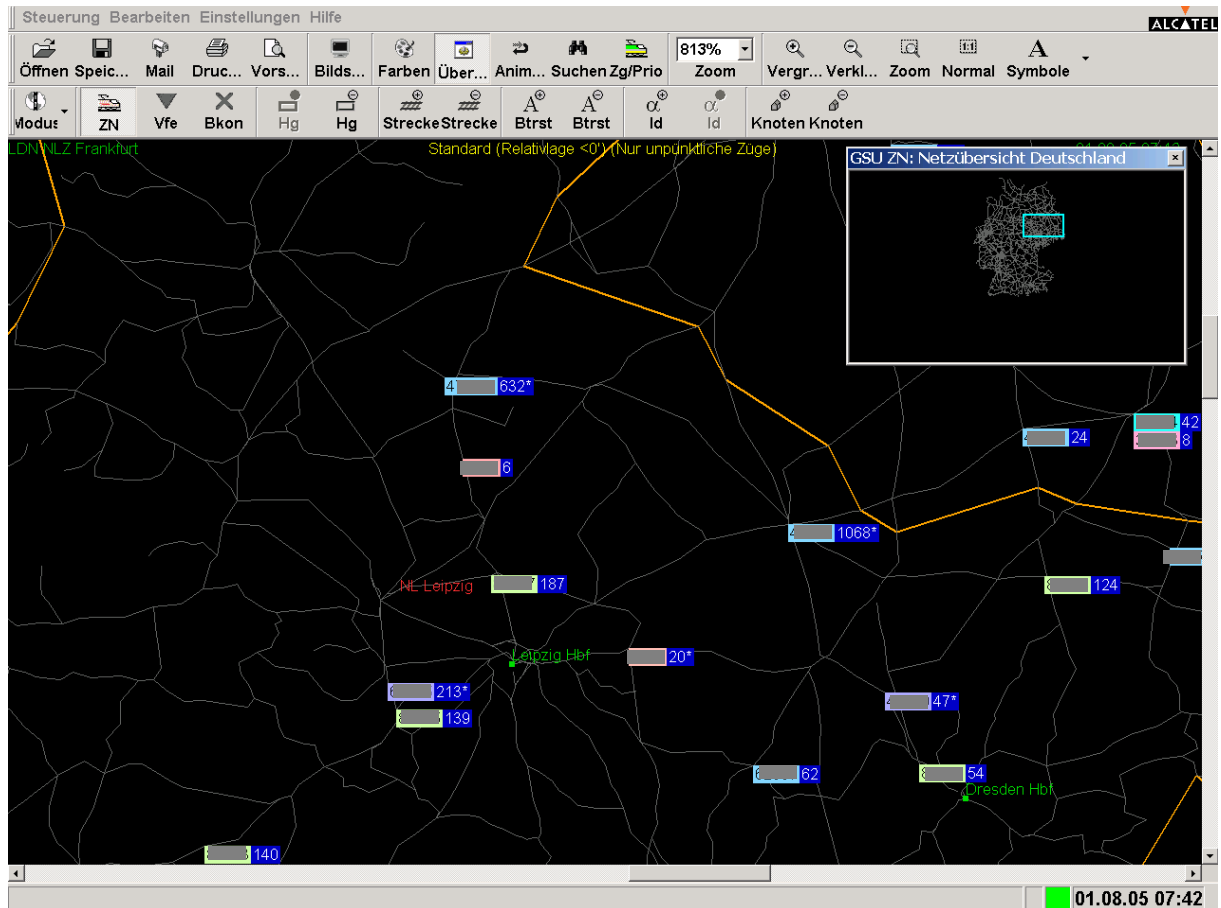 Steuerung Bearbeiten Einstellungen Hilfe
ALCATEL
Öffnen Speic... Mail Druc... Vors... Bilds... Farben Über... Anim... Suchen Zg/Prio 813% Zoom Vergr... Verkl... Zoom Normal Symbole
Modus ZN Vfe Bkon Hg Hg Strecke Strecke Btrst Btrst Id Id Knoten Knoten
LDN NLZ Frankfurt Standard (Relativlage <0') (Nur unpünktliche Züge)
GSU ZN: Netzübersicht Deutschland
4 632*
42
24 8
6
1068*
NL Leipzig 187 124
Leipzig Hbf 20*
213* 47*
139
62 54
Dresden Hbf
140
01.08.05 07:42